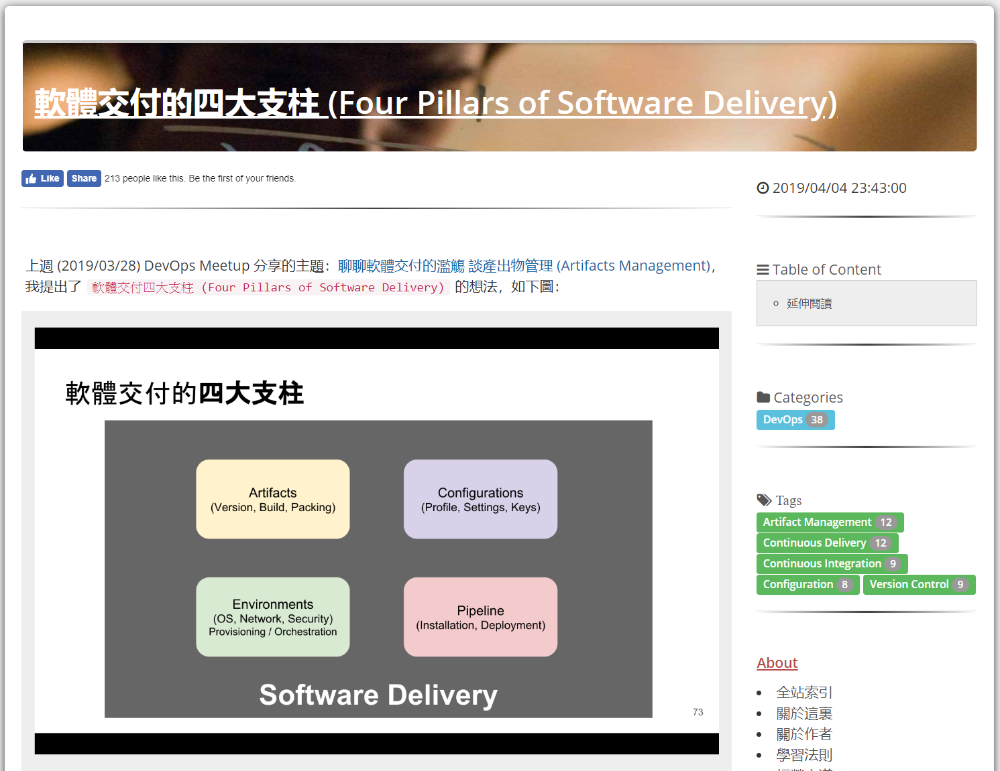 軟體交付的四大支柱 (Four Pillars of Software Delivery)
Like Share 213 people like this. Be the first of your friends.
上週 (2019/03/28) DevOps Meetup 分享的主題：聊聊軟體交付的濫觴 談產出物管理 (Artifacts Management)，
我提出了 軟體交付四大支柱 (Four Pillars of Software Delivery) 的想法，如下圖：
軟體交付的四大支柱
Artifacts
(Version, Build, Packing)
Configurations
(Profile, Settings, Keys)
Environments
(OS, Network, Security)
Provisioning / Orchestration
Pipeline
(Installation, Deployment)
Software Delivery
73
2019/04/04 23:43:00
Table of Content
延伸閱讀
Categories
DevOps 38
Tags
Artifact Management 12
Continuous Delivery 12
Continuous Integration 9
Configuration 8 Version Control 9
About
全站索引
關於這裏
關於作者
學習法則